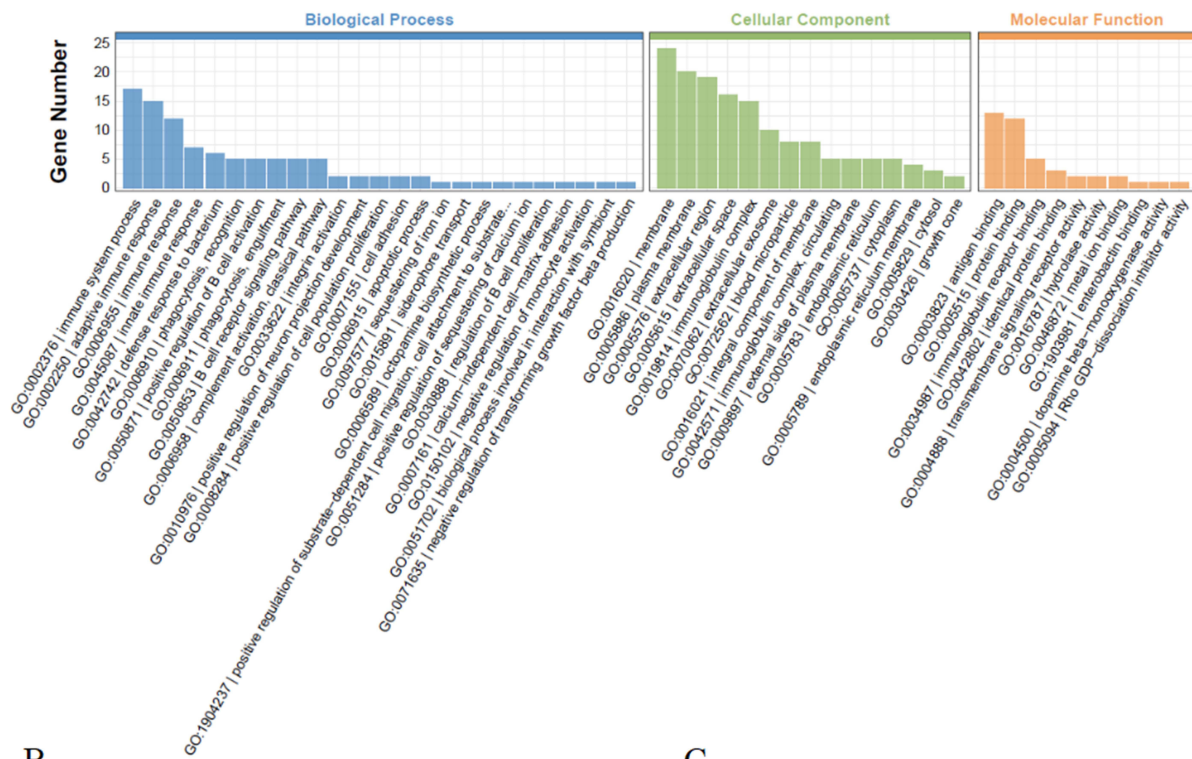 Biological Process
Cellular Component
Molecular Function
Gene Number
25
20
15
10
5
0
GO:0002376 | immune system process
GO:0002250 | adaptive immune response
GO:0006955 | immune response
GO:0045087 | innate immune response
GO:0042742 | defense response to bacterium
GO:0006910 | phagocytosis, recognition
GO:0050871 | positive regulation of B cell activation
GO:0006911 | phagocytosis, engulfment
GO:0050853 | B cell receptor signaling pathway
GO:0006958 | complement activation, classical pathway
GO:0033622 | integrin activation
GO:0010976 | positive regulation of neuron projection development
GO:0008284 | positive regulation of cell population proliferation
GO:0007155 | cell adhesion
GO:0006915 | apoptotic process
GO:0097577 | sequestering of iron ion
GO:0015891 | siderophore transport
GO:0006589 | octopamine biosynthetic process
GO:1904237 | positive regulation of substrate−dependent cell migration, cell attachment to substrate...
GO:0051284 | positive regulation of sequestering of calcium ion
GO:0030888 | regulation of B cell proliferation
GO:0007161 | calcium−independent cell−matrix adhesion
GO:0150102 | negative regulation of monocyte activation
GO:0051702 | biological process involved in interaction with symbiont
GO:0071635 | negative regulation of transforming growth factor beta production
GO:0016020 | membrane
GO:0005886 | plasma membrane
GO:0005576 | extracellular region
GO:0005615 | extracellular space
GO:0019814 | immunoglobulin complex
GO:0070062 | extracellular exosome
GO:0072562 | blood microparticle
GO:0016021 | integral component of membrane
GO:0042571 | immunoglobulin complex, circulating
GO:0009897 | external side of plasma membrane
GO:0005783 | endoplasmic reticulum
GO:0005737 | cytoplasm
GO:0005789 | endoplasmic reticulum membrane
GO:0005829 | cytosol
GO:0030426 | growth cone
GO:0003823 | antigen binding
GO:0005515 | protein binding
GO:0034987 | immunoglobulin receptor binding
GO:0042802 | identical protein binding
GO:0004888 | transmembrane signaling receptor activity
GO:0016787 | hydrolase activity
GO:0046872 | metal ion binding
GO:1903981 | enterobactin binding
GO:0004500 | dopamine beta−monooxygenase activity
GO:0005094 | Rho GDP−dissociation inhibitor activity